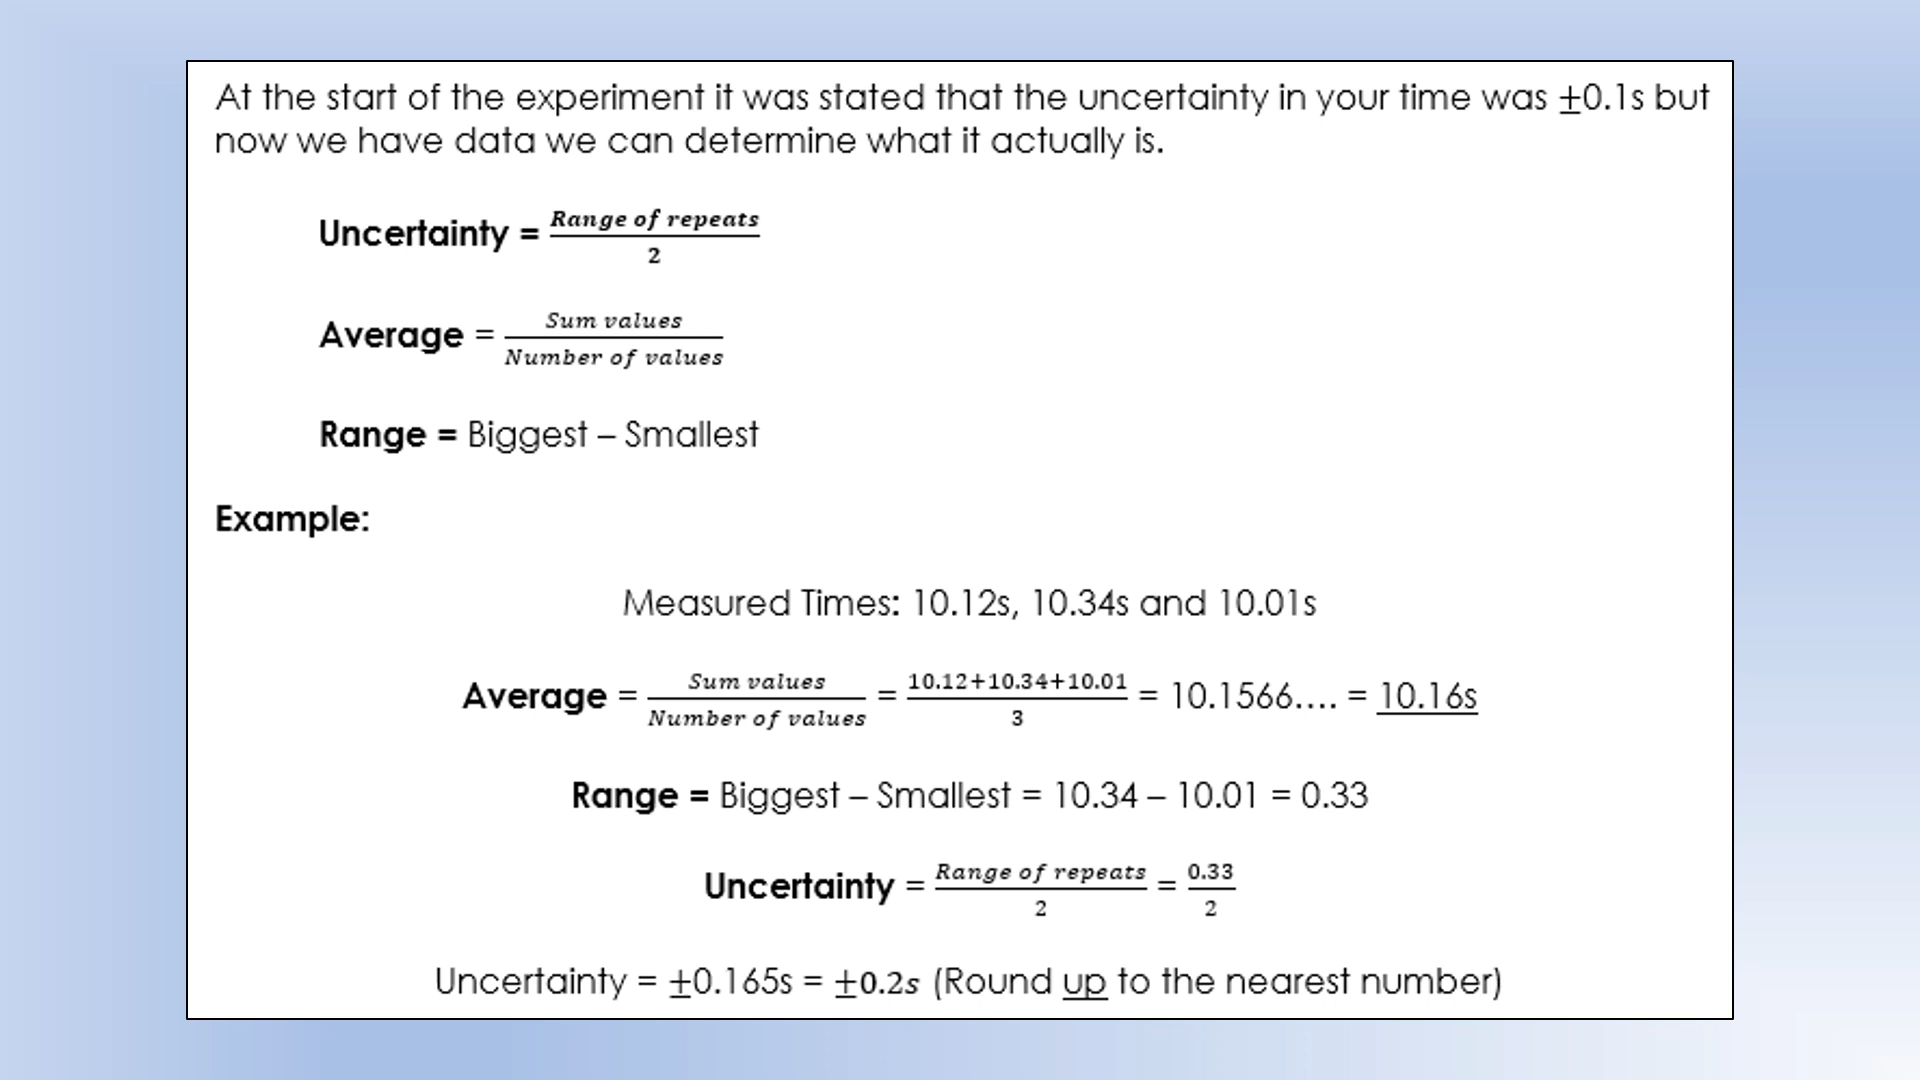 At the start of the experiment it was stated that the uncertainty in your time was ±0.1s but
now we have data we can determine what it actually is.
Uncertainty = Range of repeats / 2
Average = Sum values / Number of values
Range = Biggest – Smallest
Example:
Measured Times: 10.12s, 10.34s and 10.01s
Average = Sum values / Number of values = 10.12+10.34+10.01 / 3 = 10.1566…. = 10.16s
Range = Biggest – Smallest = 10.34 – 10.01 = 0.33
Uncertainty = Range of repeats / 2 = 0.33 / 2
Uncertainty = ±0.165s = ±0.2s (Round up to the nearest number)